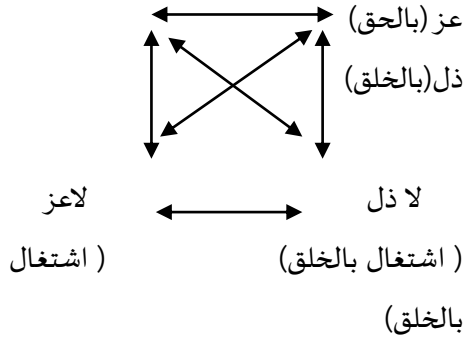 عز (بالحق)
ذل(بالخلق)
لا ذل لاعز
( اشتغال بالخلق) ( اشتغال
بالخلق)